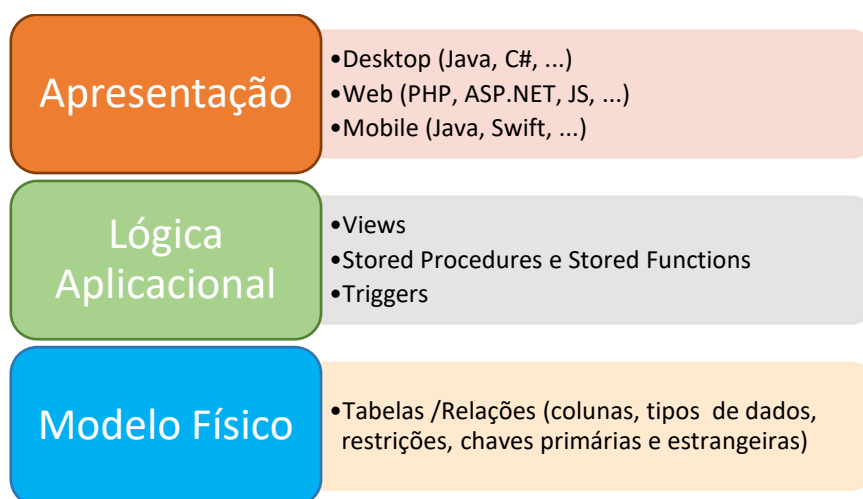 Apresentação
•Desktop (Java, C#, ...)
•Web (PHP, ASP.NET, JS, ...)
•Mobile (Java, Swift, ...)
Lógica
Aplicacional
•Views
•Stored Procedures e Stored Functions
•Triggers
Modelo Físico
•Tabelas /Relações (colunas, tipos de dados,
restrições, chaves primárias e estrangeiras)